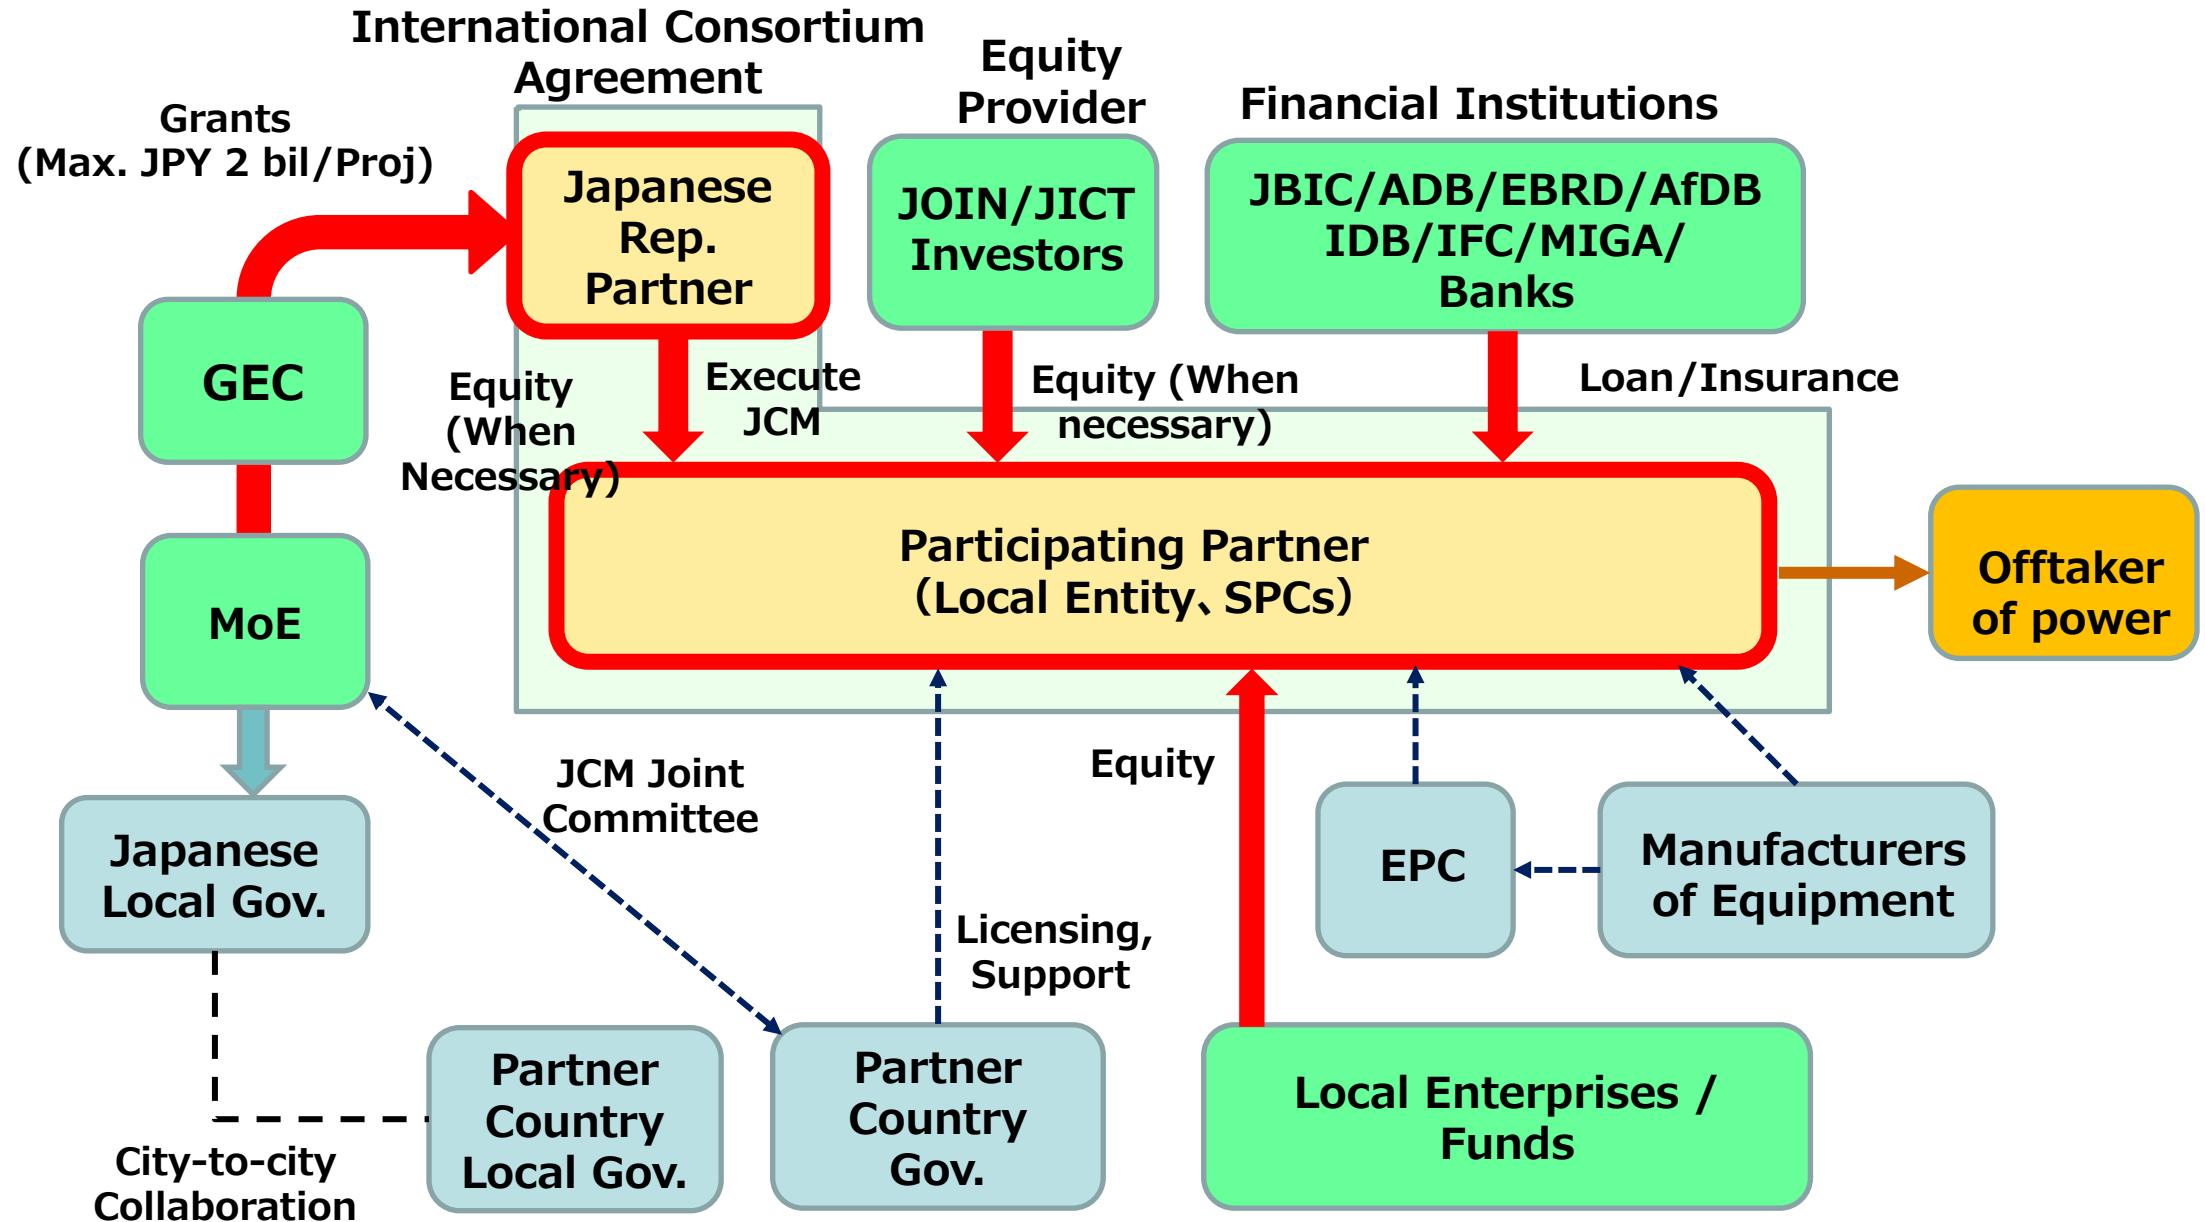 International Consortium
Agreement
Equity
Provider
Financial Institutions
Grants
(Max. JPY 2 bil/Proj)
Japanese
Rep.
Partner
JOIN/JICT
Investors
JBIC/ADB/EBRD/AfDB
IDB/IFC/MIGA/
Banks
GEC
Equity
(When
Necessary)
Execute
JCM
Equity (When
necessary)
Loan/Insurance
MoE
Participating Partner
（Local Entity、SPCs）
Offtaker
of power
JCM Joint
Committee
Equity
Japanese
Local Gov.
EPC
Manufacturers
of Equipment
Licensing,
Support
Partner
Country
Local Gov.
Partner
Country
Gov.
Local Enterprises /
Funds
City-to-city
Collaboration